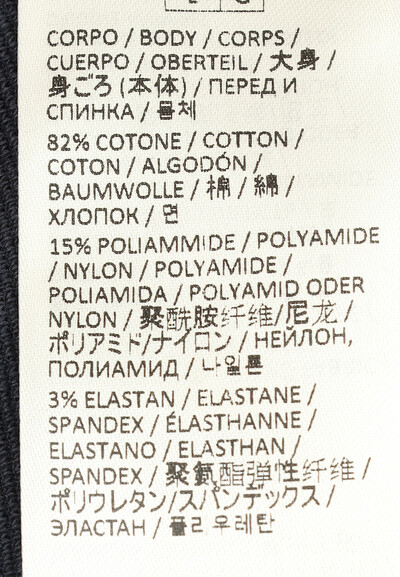 CORPO / BODY / CORPS /
CUERPO / OBERTEIL / 大身 /
身ごろ (本体) / ПЕРЕД И
СПИНКА / 몸체
82% COTONE / COTTON /
COTON / ALGODÓN /
BAUMWOLLE / 棉 / 綿 /
ХЛОПОК / 면
15% POLIAMMIDE / POLYAMIDE
/ NYLON / POLYAMIDE /
POLIAMIDA / POLYAMID ODER
NYLON / 聚酰胺纤维/尼龙 /
ポリアミド/ナイロン / НЕЙЛОН,
ПОЛИАМИД / 나일론
3% ELASTAN / ELASTANE /
SPANDEX / ÉLASTHANNE /
ELASTANO / ELASTHAN /
SPANDEX / 聚氨酯弹性纤维 /
ポリウレタン/スパンデックス /
ЭЛАСТАН / 폴리우레탄